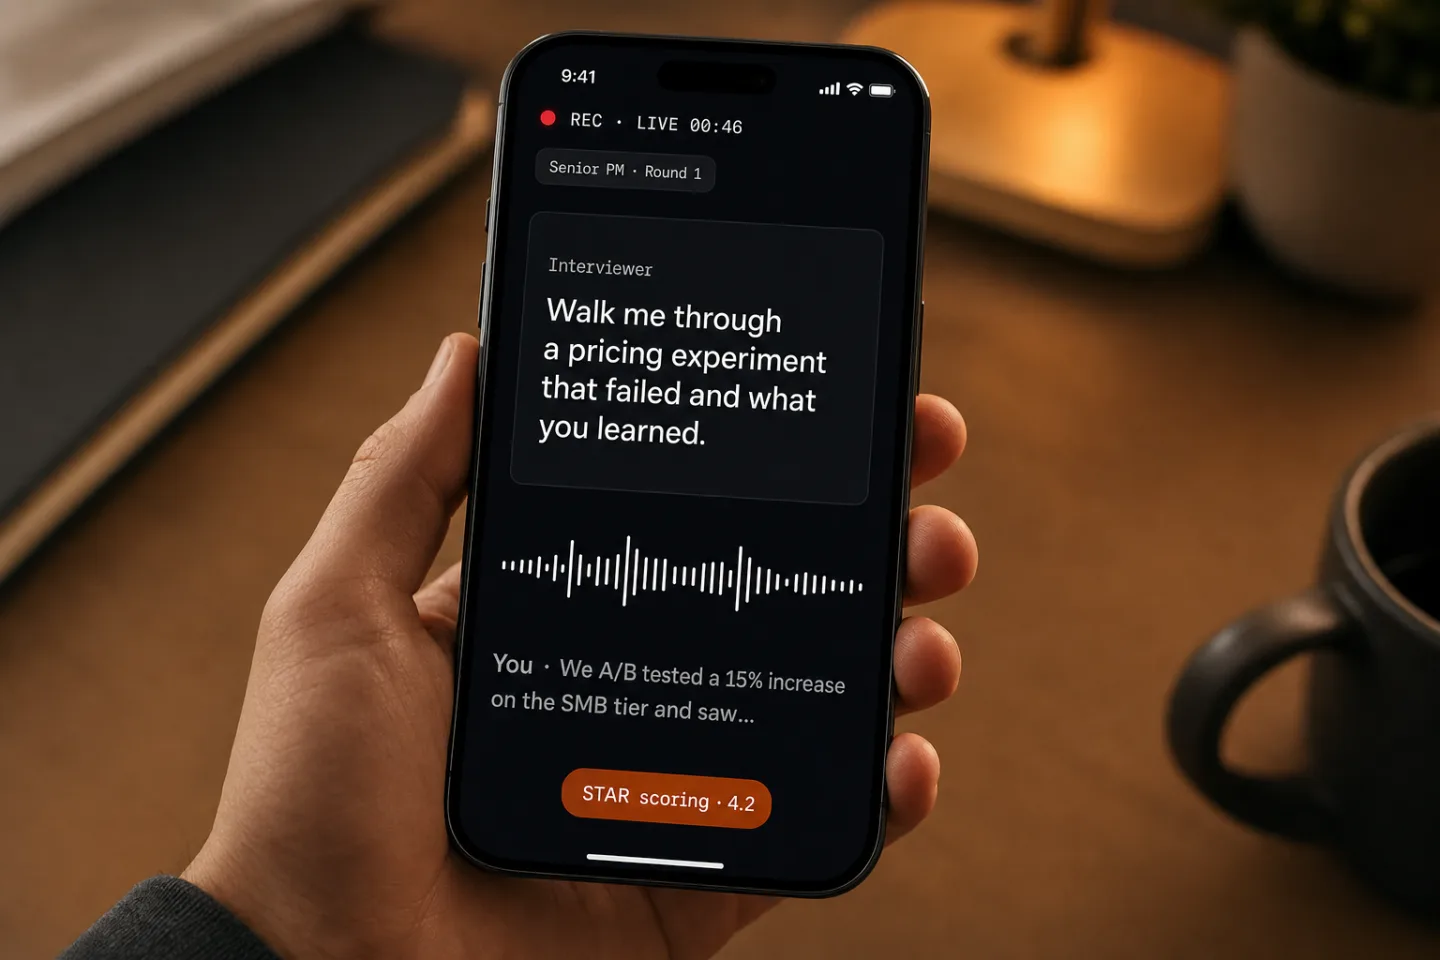 9:41
REC · LIVE 00:46
Senior PM · Round 1
Interviewer
Walk me through
a pricing experiment
that failed and what
you learned.
You · We A/B tested a 15% increase
on the SMB tier and saw...
STAR scoring · 4.2